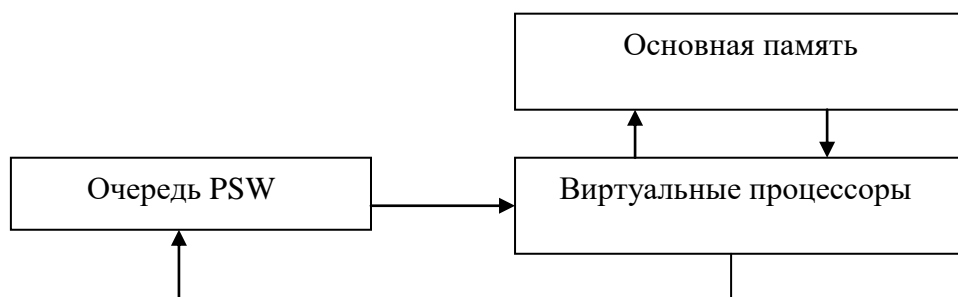 Основная память
Очередь PSW
Виртуальные процессоры